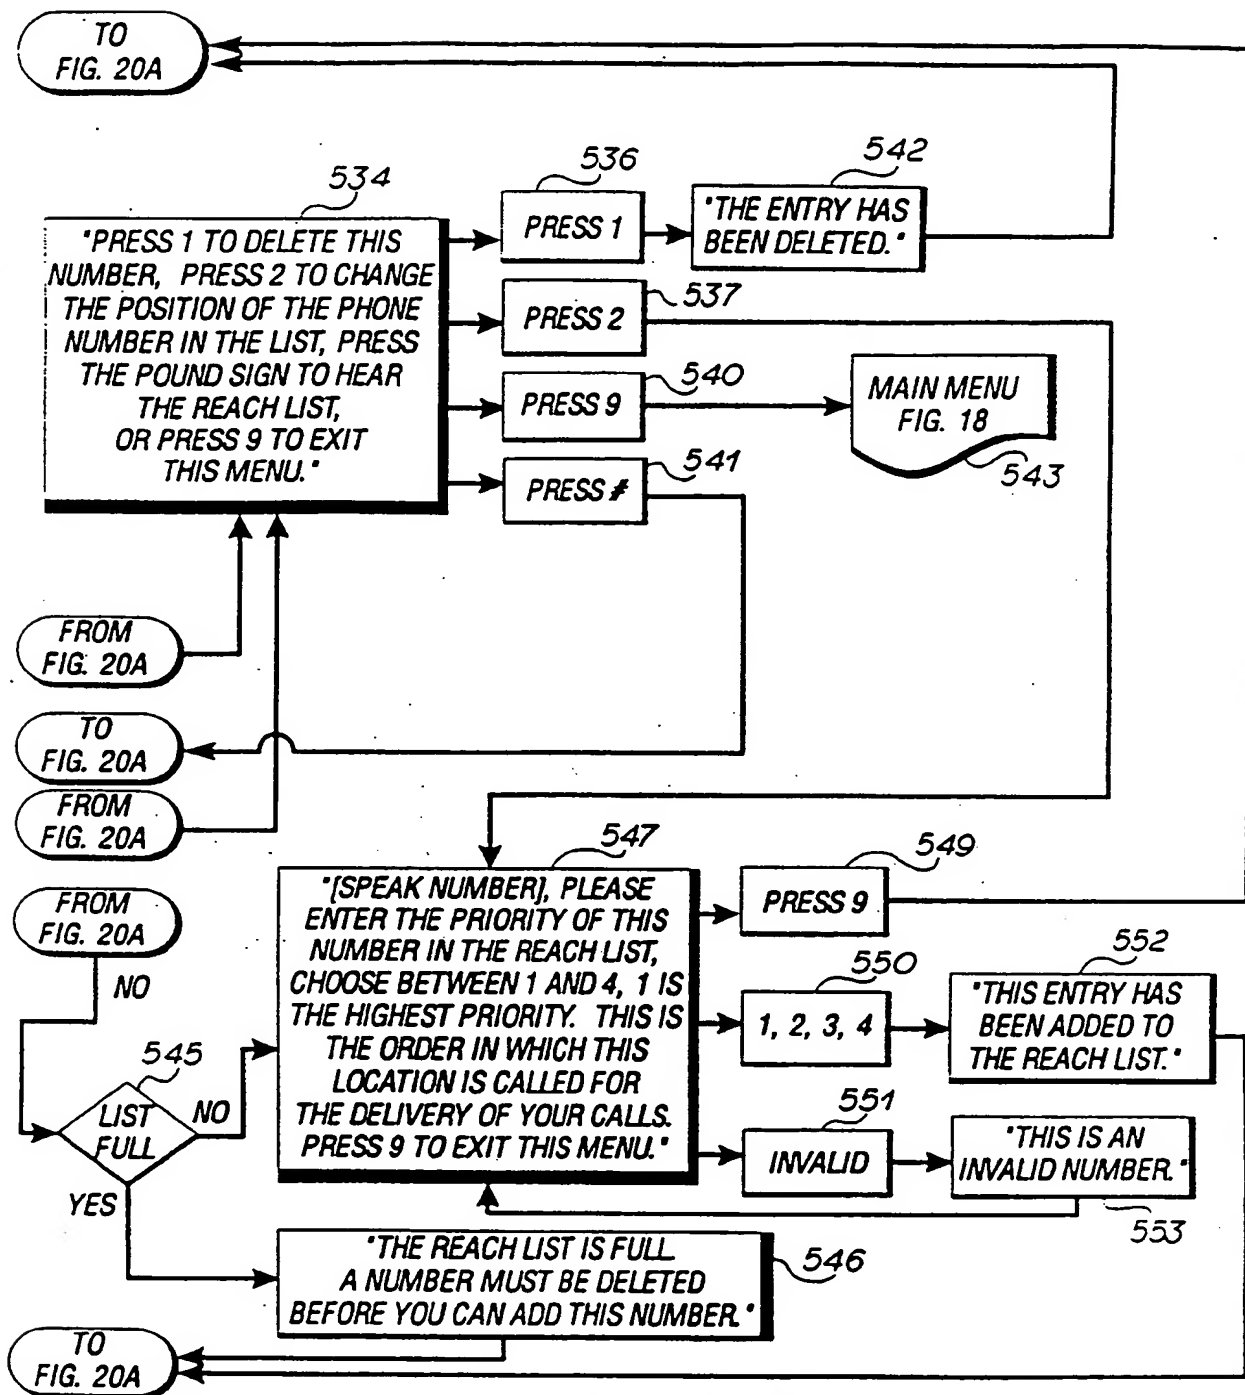 TO
FIG. 20A
534
"PRESS 1 TO DELETE THIS
NUMBER, PRESS 2 TO CHANGE
THE POSITION OF THE PHONE
NUMBER IN THE LIST, PRESS
THE POUND SIGN TO HEAR
THE REACH LIST,
OR PRESS 9 TO EXIT
THIS MENU."
536
PRESS 1
542
"THE ENTRY HAS
BEEN DELETED."
537
PRESS 2
540
PRESS 9
MAIN MENU
FIG. 18
543
541
PRESS #
FROM
FIG. 20A
TO
FIG. 20A
FROM
FIG. 20A
FROM
FIG. 20A
NO
545
LIST
FULL
NO
YES
547
"[SPEAK NUMBER], PLEASE
ENTER THE PRIORITY OF THIS
NUMBER IN THE REACH LIST,
CHOOSE BETWEEN 1 AND 4, 1 IS
THE HIGHEST PRIORITY. THIS IS
THE ORDER IN WHICH THIS
LOCATION IS CALLED FOR
THE DELIVERY OF YOUR CALLS.
PRESS 9 TO EXIT THIS MENU."
549
PRESS 9
550
1, 2, 3, 4
552
"THIS ENTRY HAS
BEEN ADDED TO
THE REACH LIST."
551
INVALID
"THIS IS AN
INVALID NUMBER."
553
"THE REACH LIST IS FULL
A NUMBER MUST BE DELETED
BEFORE YOU CAN ADD THIS NUMBER."
546
TO
FIG. 20A